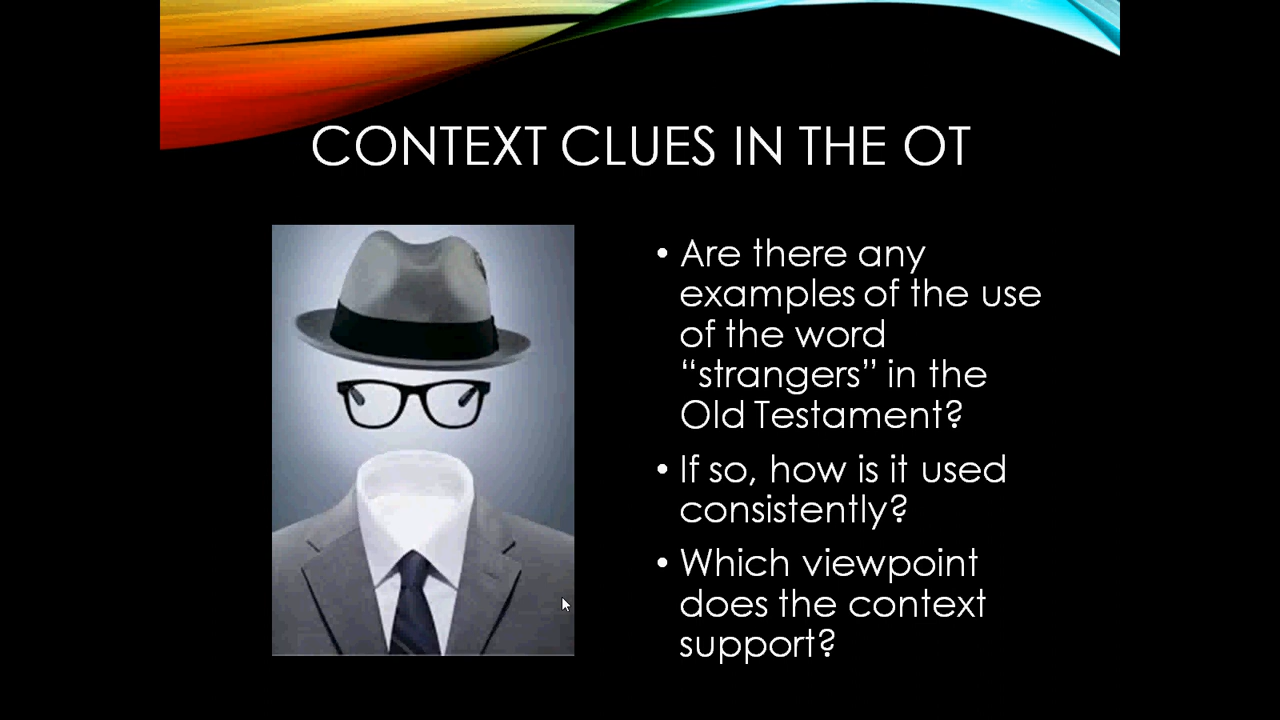 CONTEXT CLUES IN THE OT
• Are there any
examples of the use
of the word
“strangers” in the
Old Testament?
• If so, how is it used
consistently?
• Which viewpoint
does the context
support?